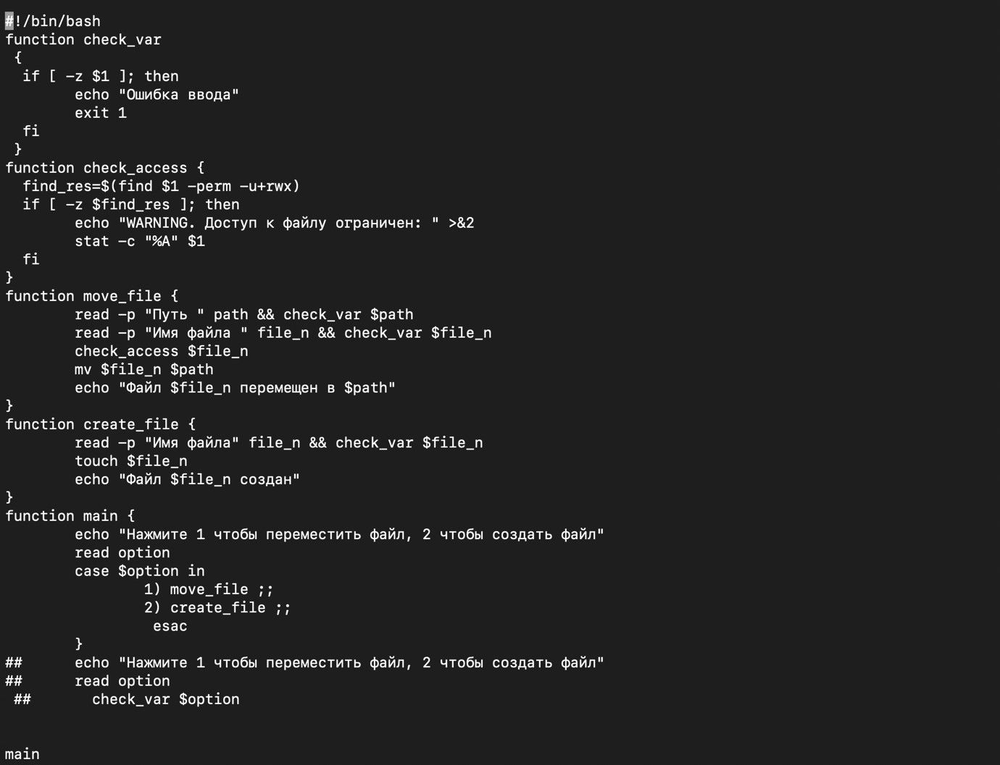 #!/bin/bash
function check_var
 {
  if [ -z $1 ]; then
        echo "Ошибка ввода"
        exit 1
  fi
 }
function check_access {
  find_res=$(find $1 -perm -u+rwx)
  if [ -z $find_res ]; then
        echo "WARNING. Доступ к файлу ограничен: " >&2
        stat -c "%A" $1
  fi
}
function move_file {
        read -p "Путь " path && check_var $path
        read -p "Имя файла " file_n && check_var $file_n
        check_access $file_n
        mv $file_n $path
        echo "Файл $file_n перемещен в $path"
}
function create_file {
        read -p "Имя файла" file_n && check_var $file_n
        touch $file_n
        echo "Файл $file_n создан"
}
function main {
        echo "Нажмите 1 чтобы переместить файл, 2 чтобы создать файл"
        read option
        case $option in
                1) move_file ;;
                2) create_file ;;
                 esac
        }
##      echo "Нажмите 1 чтобы переместить файл, 2 чтобы создать файл"
##      read option
 ##       check_var $option


main